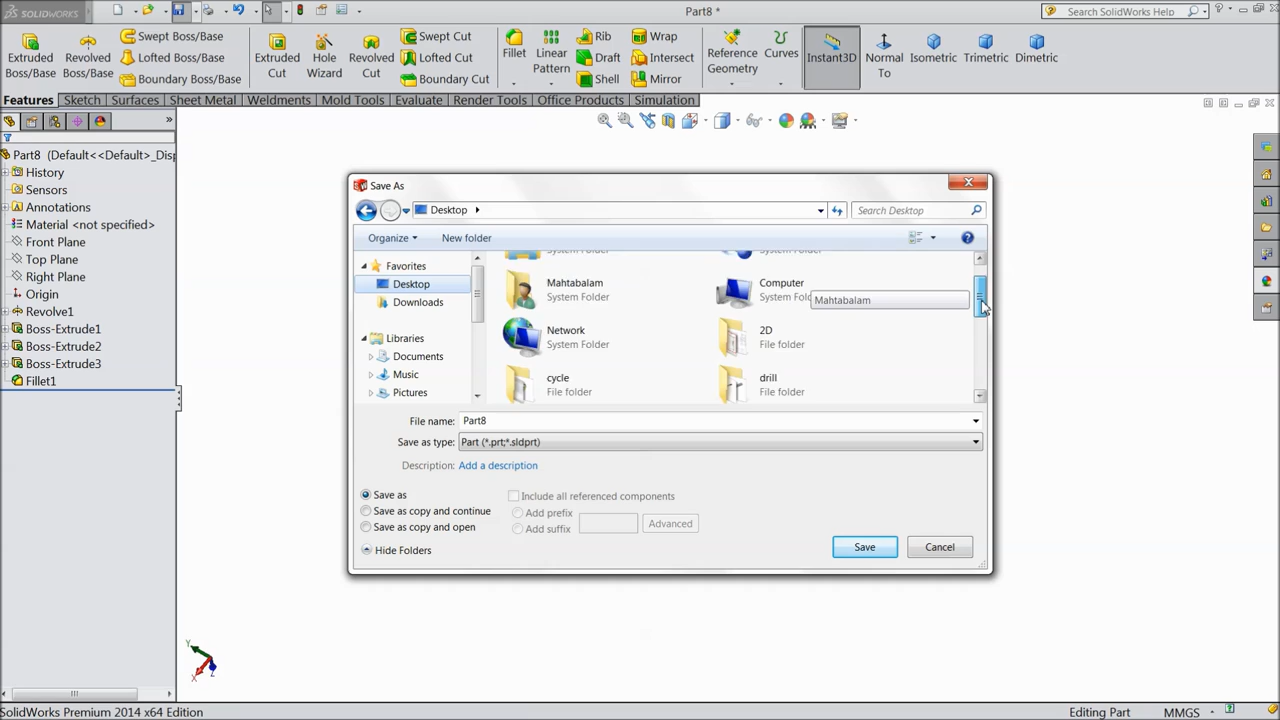 SOLIDWORKS
Part8 *
Search SolidWorks Help
Extruded Boss/Base
Revolved Boss/Base
Swept Boss/Base
Lofted Boss/Base
Boundary Boss/Base
Extruded Cut
Hole Wizard
Revolved Cut
Swept Cut
Lofted Cut
Boundary Cut
Fillet
Linear Pattern
Rib
Draft
Shell
Wrap
Intersect
Mirror
Reference Geometry
Curves
Instant3D
Normal To
Isometric
Trimetric
Dimetric
Features
Sketch
Surfaces
Sheet Metal
Weldments
Mold Tools
Evaluate
Render Tools
Office Products
Simulation
Part8 (Default<<Default>_Disp
History
Sensors
Annotations
Material <not specified>
Front Plane
Top Plane
Right Plane
Origin
Revolve1
Boss-Extrude1
Boss-Extrude2
Boss-Extrude3
Fillet1
Save As
Desktop
Search Desktop
Organize
New folder
Favorites
Desktop
Downloads
Libraries
Documents
Music
Pictures
System Folder
System Folder
Mahtabalam
System Folder
Computer
System Fold
Mahtabalam
Network
System Folder
2D
File folder
cycle
File folder
drill
File folder
File name: Part8
Save as type: Part (*.prt;*.sldprt)
Description: Add a description
Save as
Save as copy and continue
Save as copy and open
Include all referenced components
Add prefix
Add suffix
Advanced
Hide Folders
Save
Cancel
Y
X
Z
SolidWorks Premium 2014 x64 Edition
Editing Part
MMGS